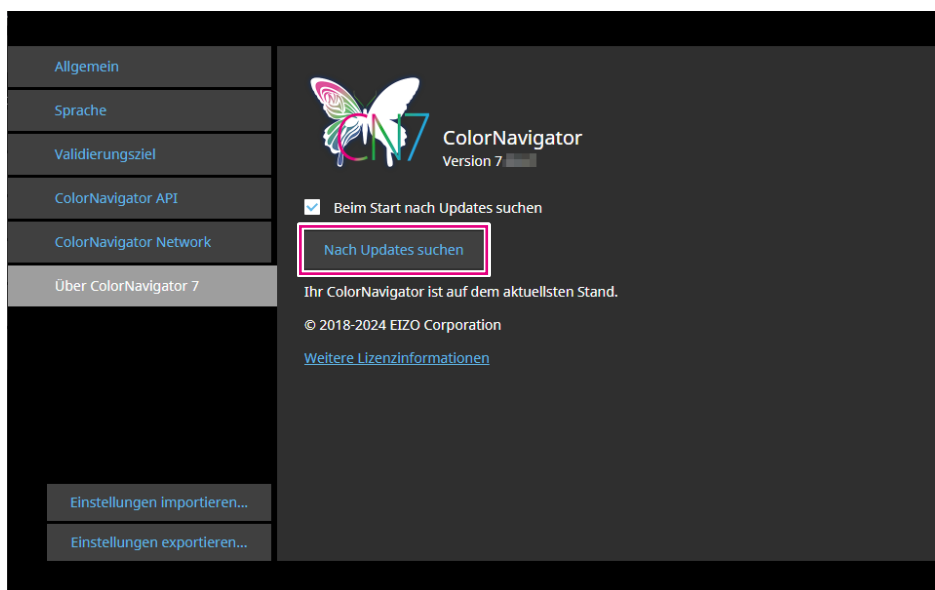 Allgemein
Sprache
Validierungsziel
ColorNavigator API
ColorNavigator Network
Über ColorNavigator 7
Einstellungen importieren...
Einstellungen exportieren...
CN7
ColorNavigator
Version 7
Beim Start nach Updates suchen
Nach Updates suchen
Ihr ColorNavigator ist auf dem aktuellsten Stand.
© 2018-2024 EIZO Corporation
Weitere Lizenzinformationen